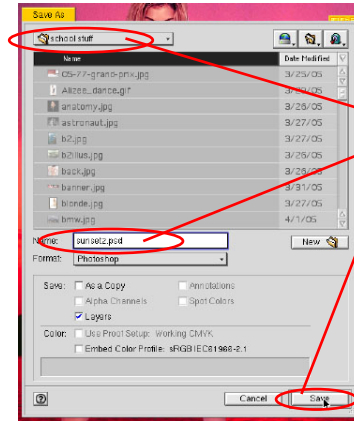 Save As
school stuff
Name Date Modified
05-77-grand-prix.jpg 3/25/05
Alizee_dance.gif
anatomy.jpg 3/26/05
astronaut.jpg 3/27/05
b2.jpg 3/27/05
b2illus.jpg 3/26/05
back.jpg 3/26/05
banner.jpg 3/31/05
blonde.jpg 3/27/05
bmw.jpg 4/1/05
Name: sunset2.psd New
Format: Photoshop
Save: As a Copy Annotations
Alpha Channels Spot Colors
Layers
Color: Use Proof Setup: Working CMYK
Embed Color Profile: sRGB IEC61966-2.1
Cancel Save